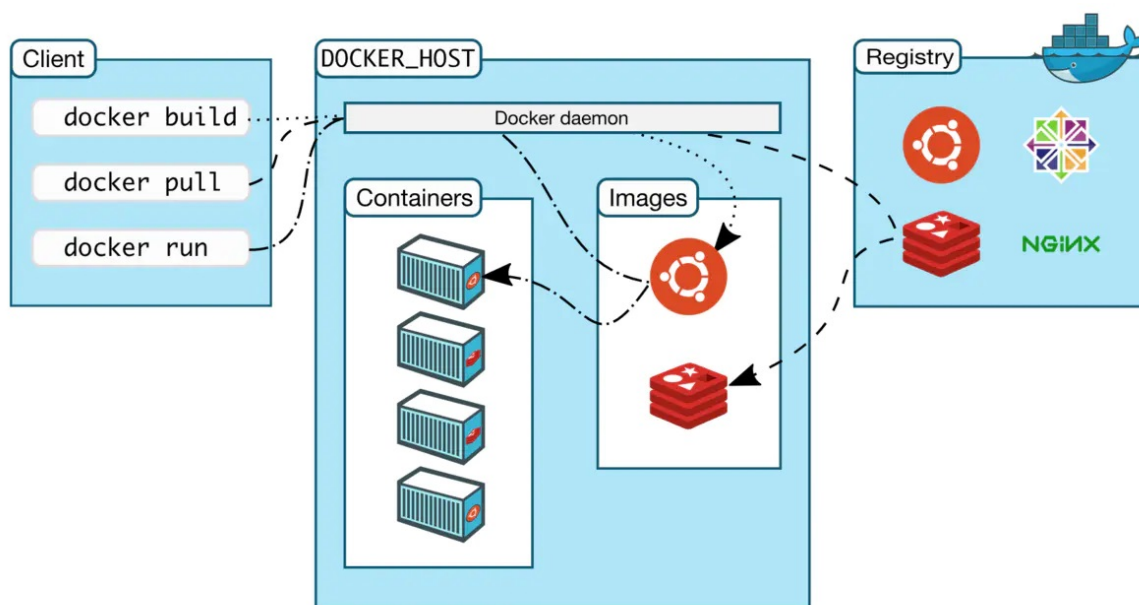 Client
docker build
docker pull
docker run
DOCKER_HOST
Docker daemon
Containers
Images
Registry
NGiNX